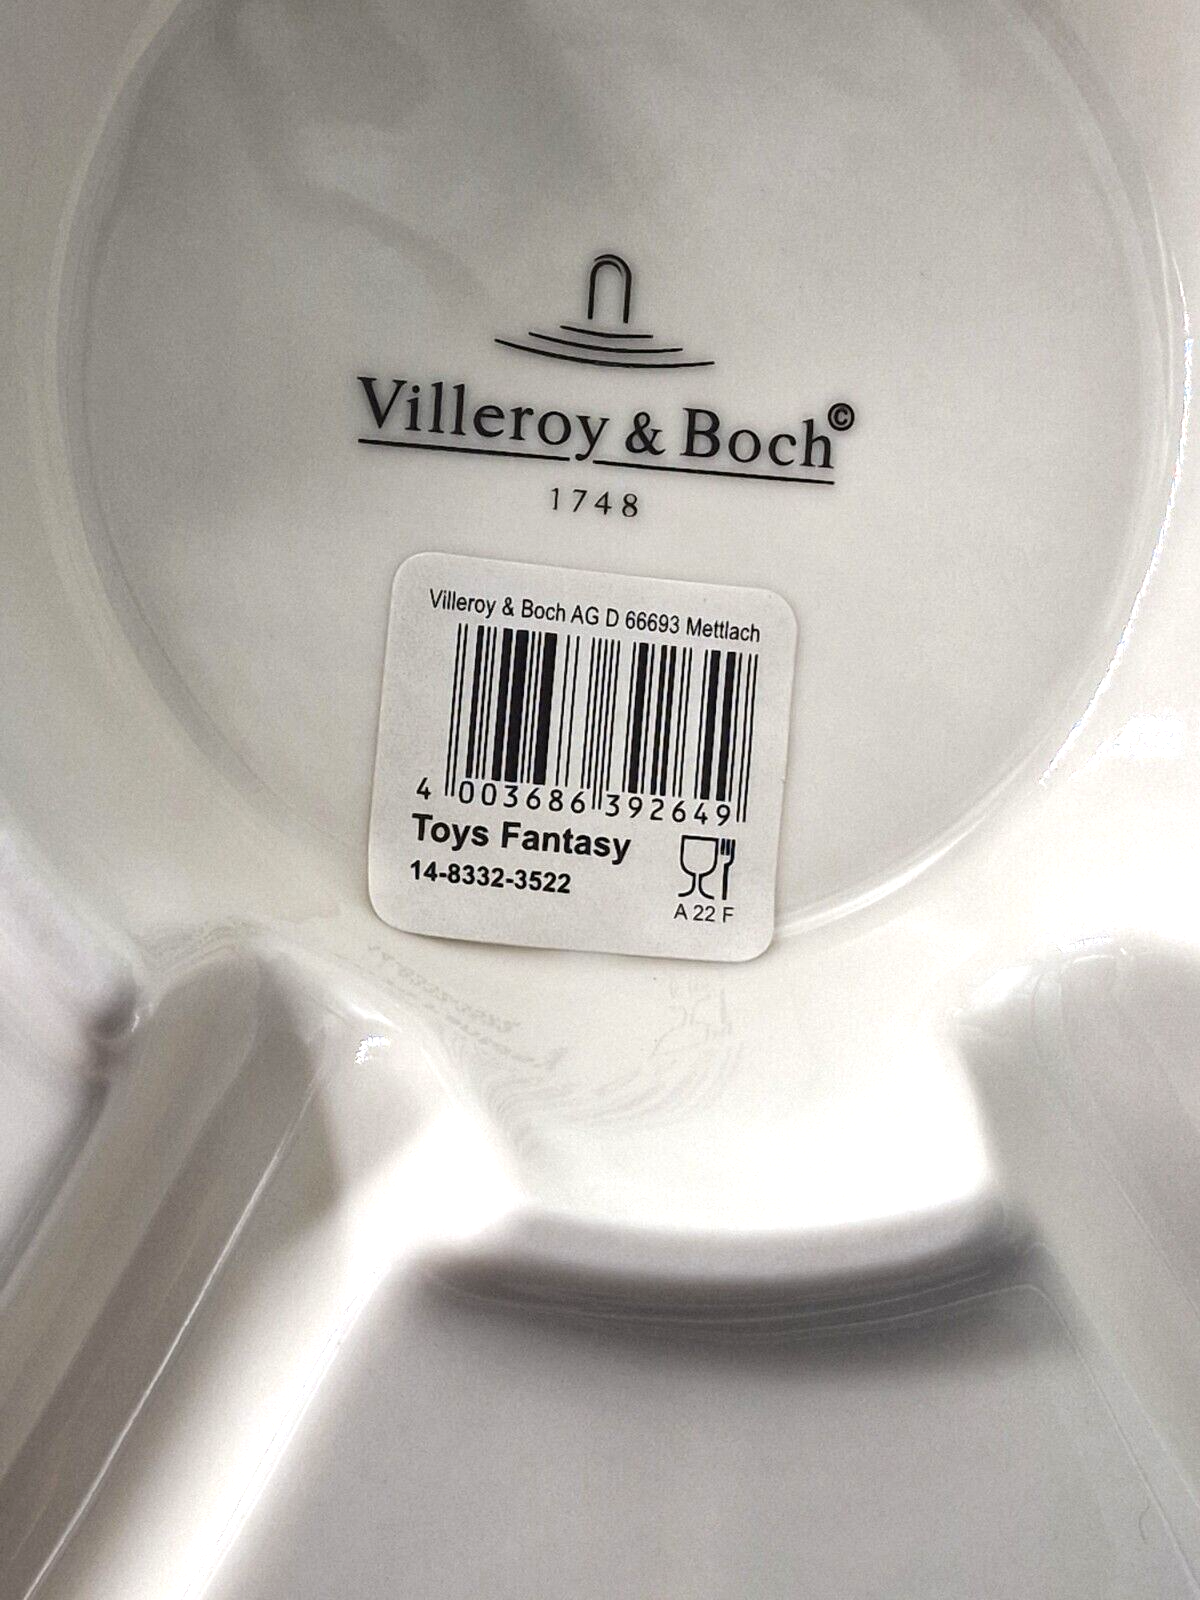 Villeroy & Boch©
1748
Villeroy & Boch AG D 66693 Mettlach
4 003686 392649
Toys Fantasy
14-8332-3522
A 22 F